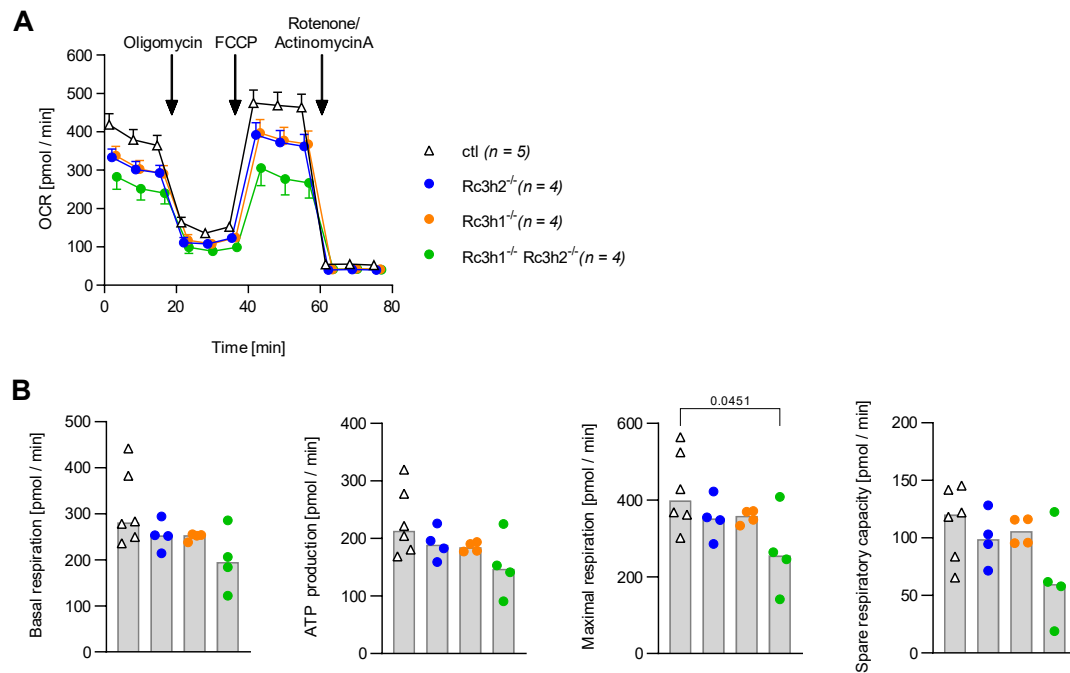 A
Oligomycin
FCCP
Rotenone/
ActinomycinA
OCR [pmol / min]
600
500
400
300
200
100
0
0 20 40 60 80
Time [min]
ctl (n = 5)
Rc3h2-/-(n = 4)
Rc3h1-/-(n = 4)
Rc3h1-/- Rc3h2-/-(n = 4)
B
Basal respiration [pmol / min]
500
400
300
200
100
0
ATP production [pmol / min]
400
300
200
100
0
Maximal respiration [pmol / min]
600
400
200
0
0.0451
Spare respiratory capacity [pmol / min]
200
150
100
50
0